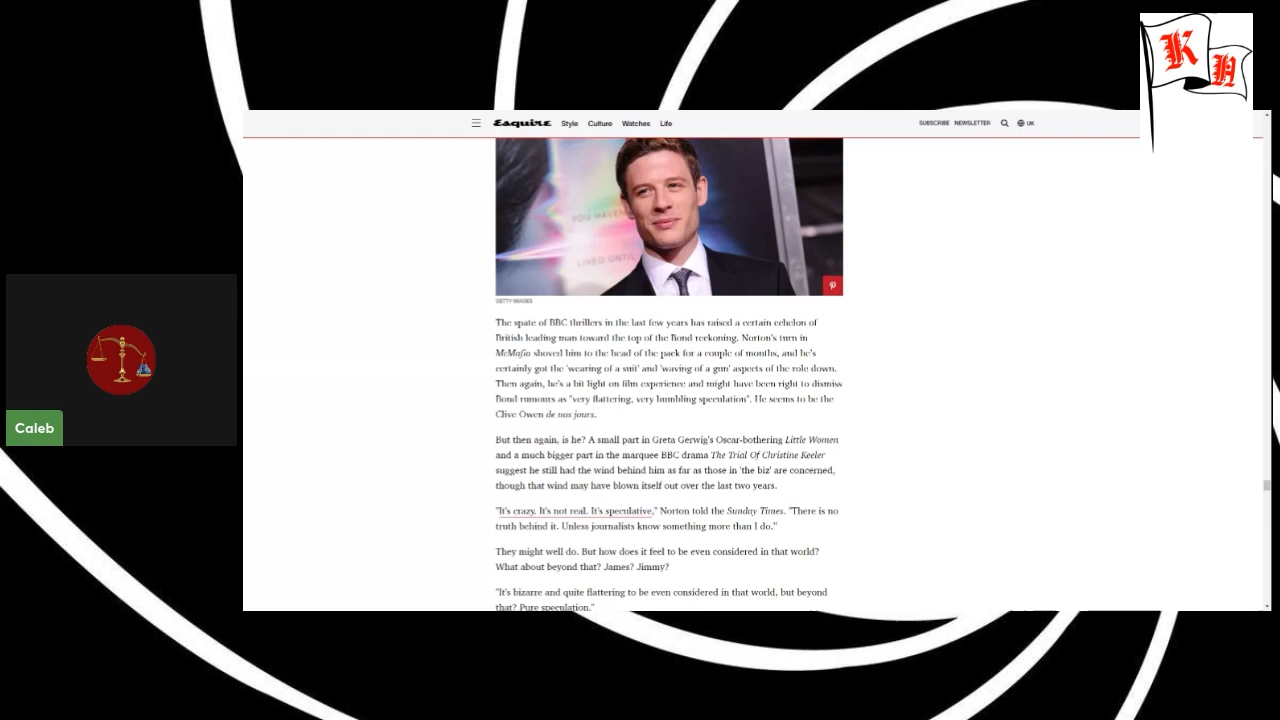 K H
Esquire Style Culture Watches Life SUBSCRIBE NEWSLETTER UK
YOU HAVEN
LIVED UNTIL
GETTY IMAGES
The spate of BBC thrillers in the last few years has raised a certain echelon of
British leading man toward the top of the Bond reckoning. Norton's turn in
McMafia shoved him to the head of the pack for a couple of months, and he's
certainly got the 'wearing of a suit' and 'waving of a gun' aspects of the role down.
Then again, he's a bit light on film experience and might have been right to dismiss
Bond rumours as "very flattering, very humbling speculation". He seems to be the
Clive Owen de nos jours.
But then again, is he? A small part in Greta Gerwig's Oscar-bothering Little Women
and a much bigger part in the marquee BBC drama The Trial Of Christine Keeler
suggest he still had the wind behind him as far as those in 'the biz' are concerned,
though that wind may have blown itself out over the last two years.
"It's crazy. It's not real. It's speculative," Norton told the Sunday Times. "There is no
truth behind it. Unless journalists know something more than I do."
They might well do. But how does it feel to be even considered in that world?
What about beyond that? James? Jimmy?
"It's bizarre and quite flattering to be even considered in that world, but beyond
that? Pure speculation."
Caleb